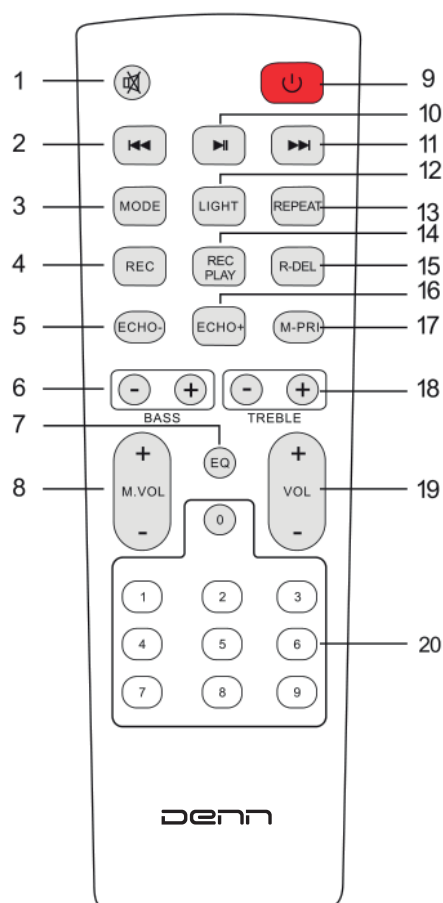 1 9
10
2 11
12
MODE LIGHT REPEAT
3 13
14
4 REC REC PLAY R-DEL 15
16
5 ECHO- ECHO+ M-PRI 17
6 - + - + 18
BASS TREBLE
7
+ EQ +
8 M.VOL VOL 19
- 0 -
1 2 3
4 5 6 20
7 8 9
DENN